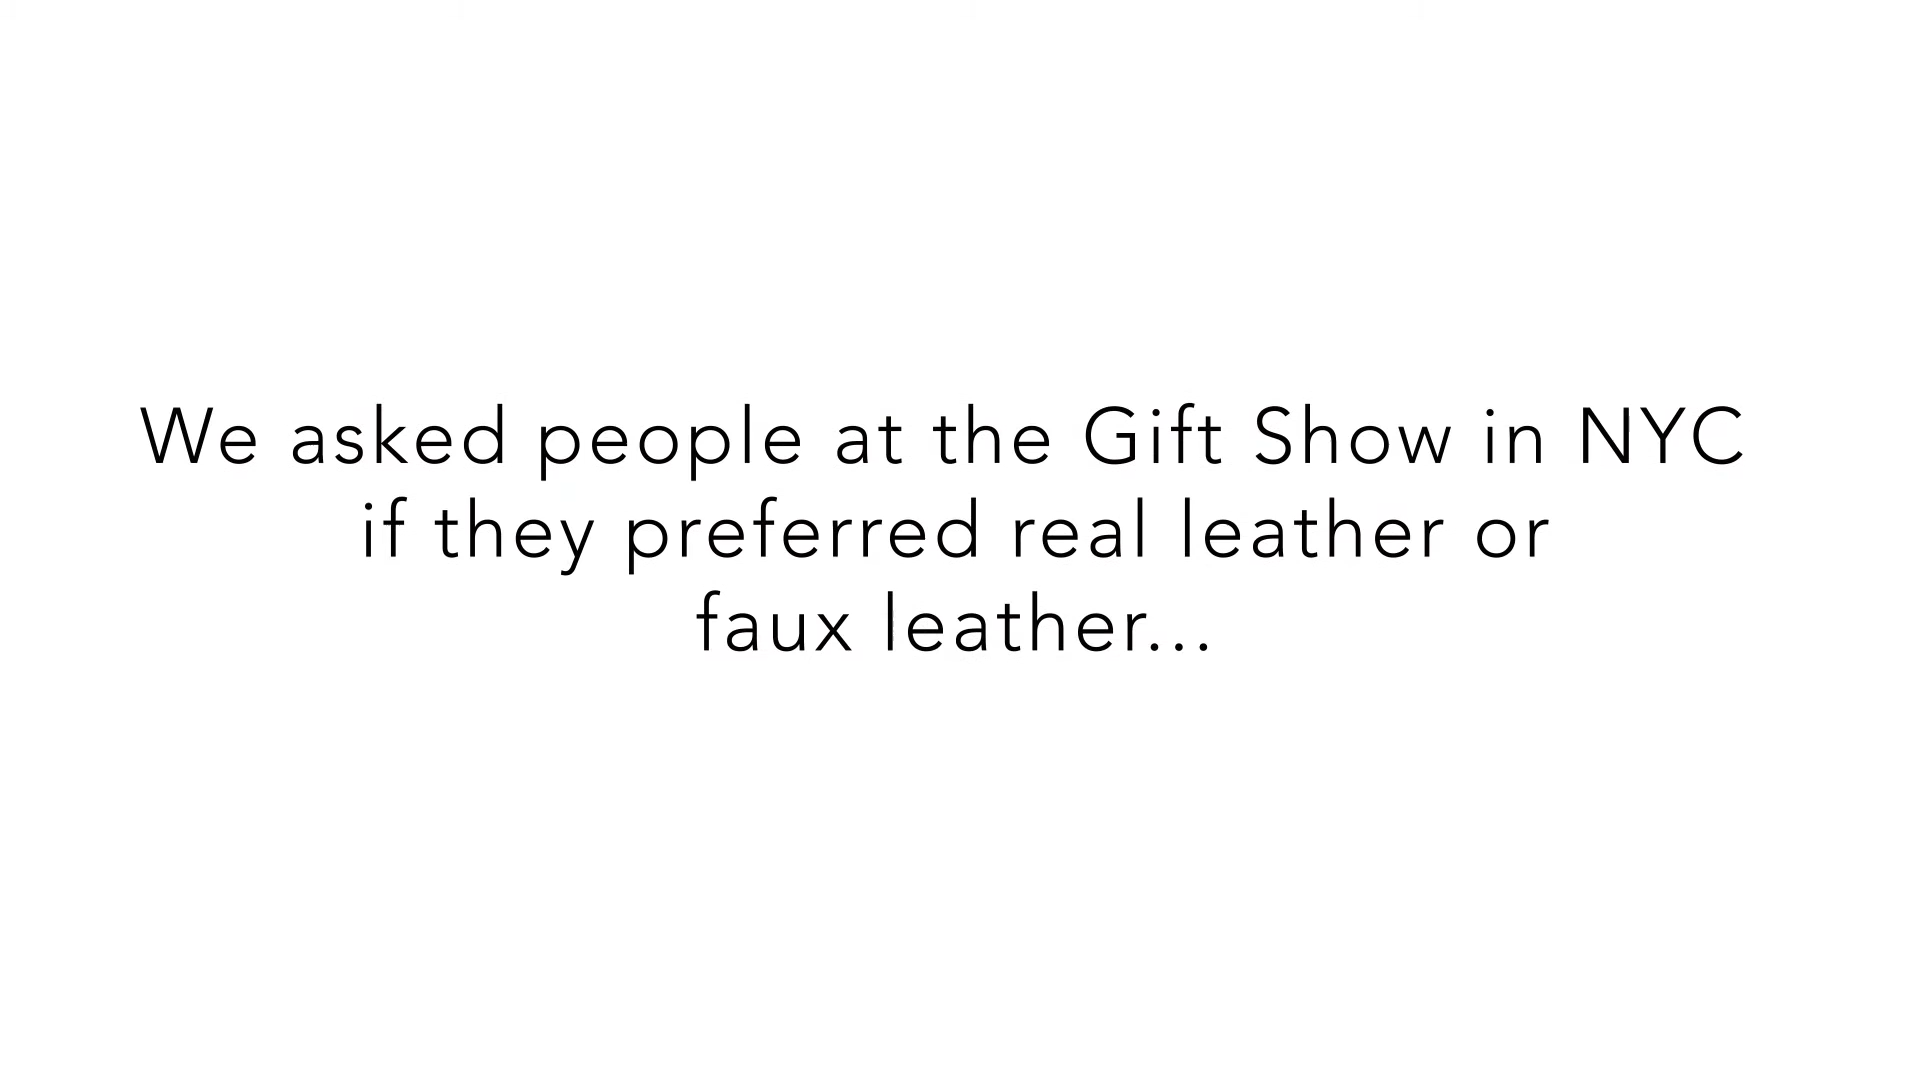 We asked people at the Gift Show in NYC
if they preferred real leather or
faux leather...